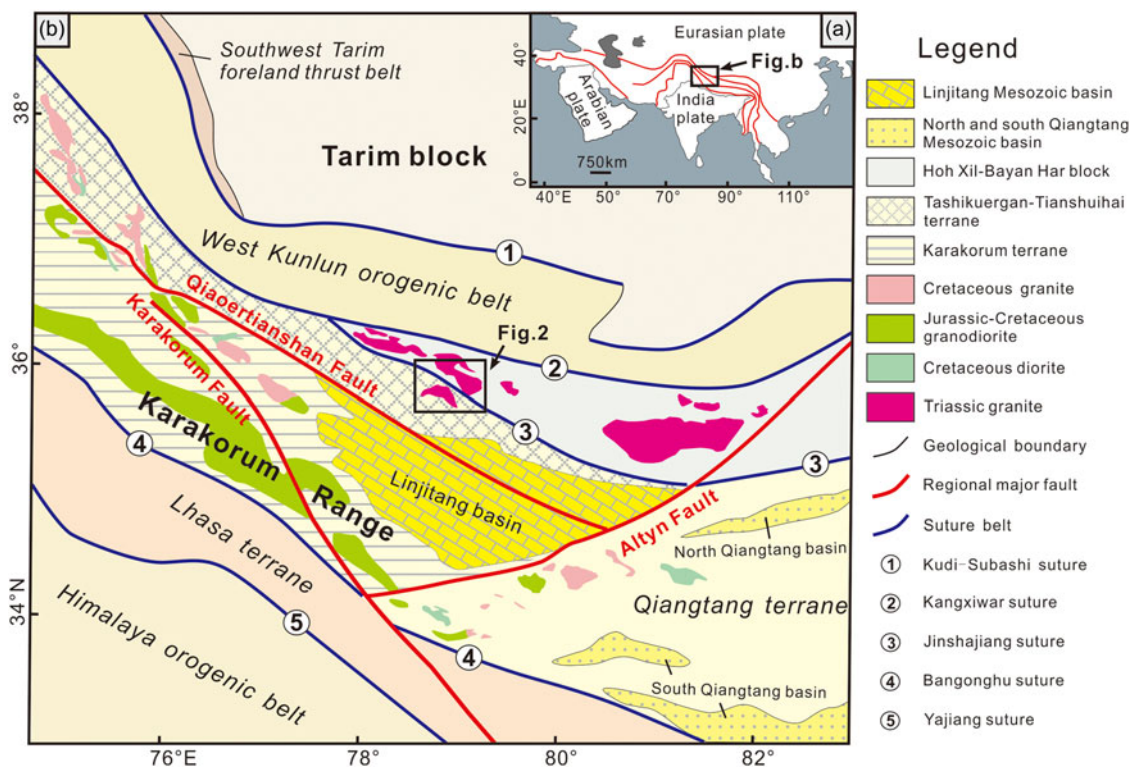 (b)
(a)
Southwest Tarim
foreland thrust belt
Tarim block
Eurasian plate
Fig.b
Arabian
plate
India
plate
750km
40°
20°E
0°
40°E
50°
70°
90°
110°
38°
36°
34°N
76°E
78°
80°
82°
West Kunlun orogenic belt
1
Qiaoertianshan Fault
Karakorum Fault
Fig.2
2
3
3
4
Karakorum
Range
Linjitang basin
Altyn Fault
North Qiangtang basin
Lhasa terrane
Qiangtang terrane
5
4
Himalaya orogenic belt
South Qiangtang basin
Legend
Linjitang Mesozoic basin
North and south Qiangtang
Mesozoic basin
Hoh Xil-Bayan Har block
Tashikuergan-Tianshuihai
terrane
Karakorum terrane
Cretaceous granite
Jurassic-Cretaceous
granodiorite
Cretaceous diorite
Triassic granite
Geological boundary
Regional major fault
Suture belt
1 Kudi-Subashi suture
2 Kangxiwar suture
3 Jinshajiang suture
4 Bangonghu suture
5 Yajiang suture